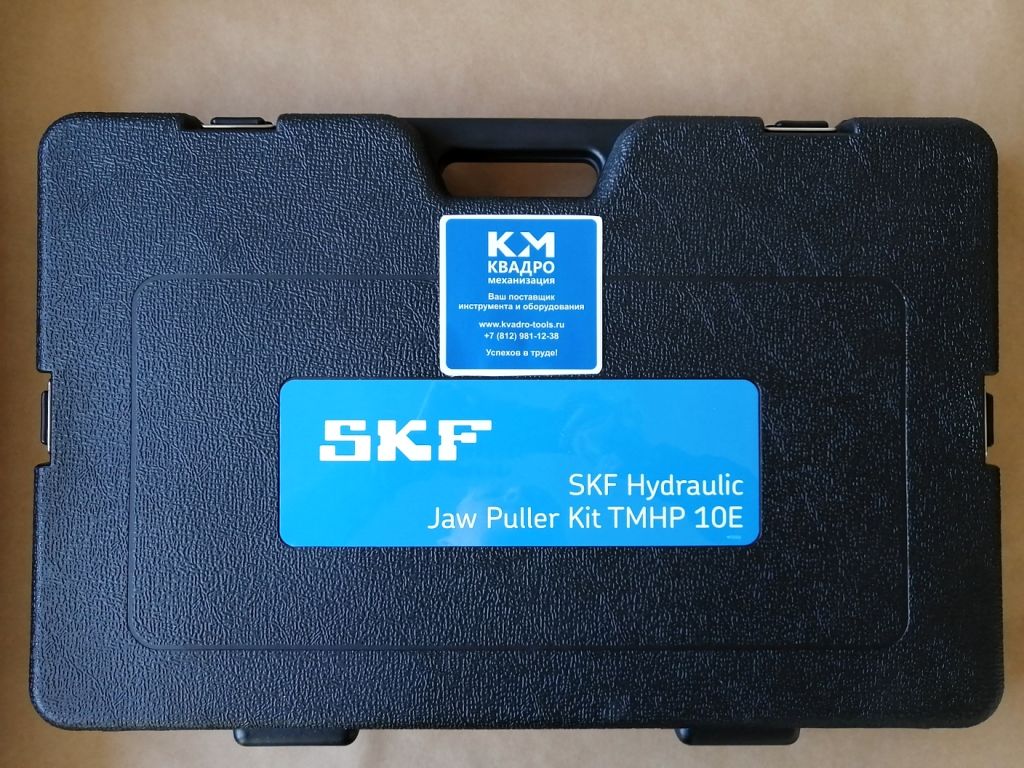 КМ
КВАДРО
механизация
Ваш поставщик
инструмента и оборудования
www.kvadro-tools.ru
+7 (812) 981-12-38
Успехов в труде!
SKF
SKF Hydraulic
Jaw Puller Kit TMHP 10E